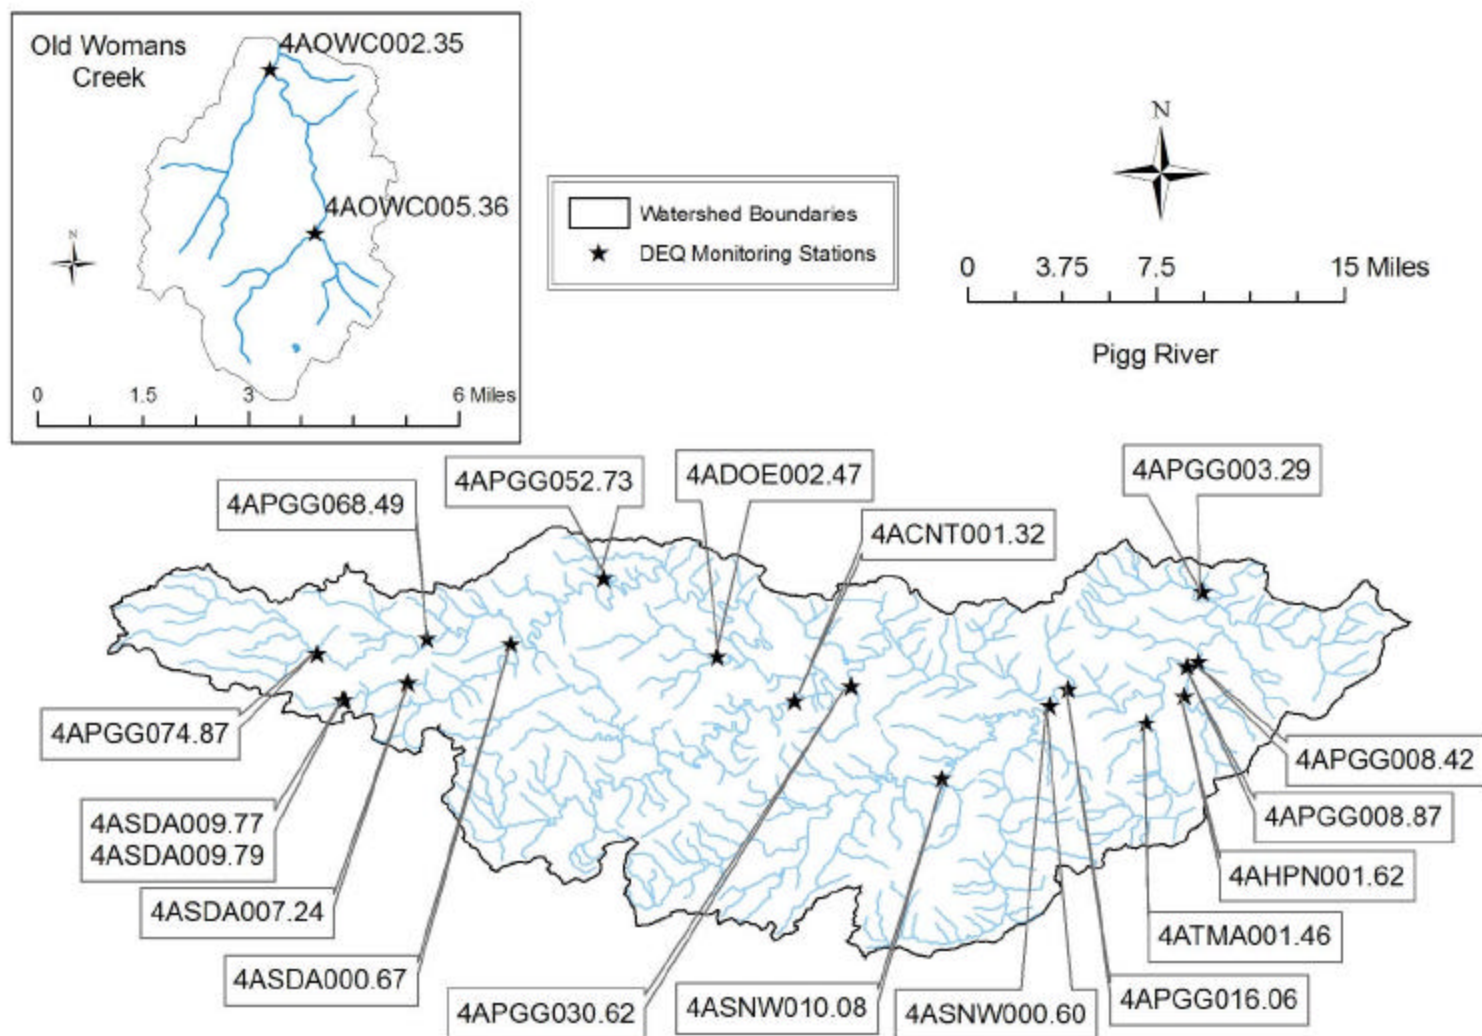 Old Womans
Creek
4AOWC002.35
4AOWC005.36
N
0 1.5 3 6 Miles
Watershed Boundaries
DEQ Monitoring Stations
N
0 3.75 7.5 15 Miles
Pigg River
4APGG068.49
4APGG052.73
4ADOE002.47
4ACNT001.32
4APGG003.29
4APGG074.87
4ASDA009.77
4ASDA009.79
4ASDA007.24
4ASDA000.67
4APGG030.62
4ASNW010.08
4ASNW000.60
4APGG016.06
4ATMA001.46
4AHPN001.62
4APGG008.87
4APGG008.42